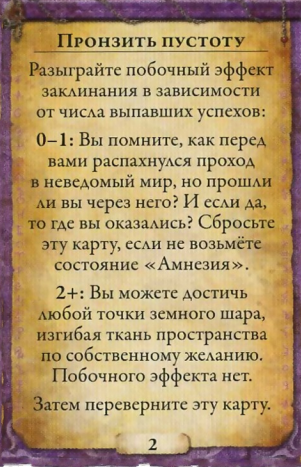 Пронзить пустоту
Разыграйте побочный эффект
заклинания в зависимости
от числа выпавших успехов:
0–1: Вы помните, как перед
вами распахнулся проход
в неведомый мир, но прошли
ли вы через него? И если да,
то где вы оказались? Сбросьте
эту карту, если не возьмёте
состояние «Амнезия».
2+: Вы можете достичь
любой точки земного шара,
изгибая ткань пространства
по собственному желанию.
Побочного эффекта нет.
Затем переверните эту карту.
2